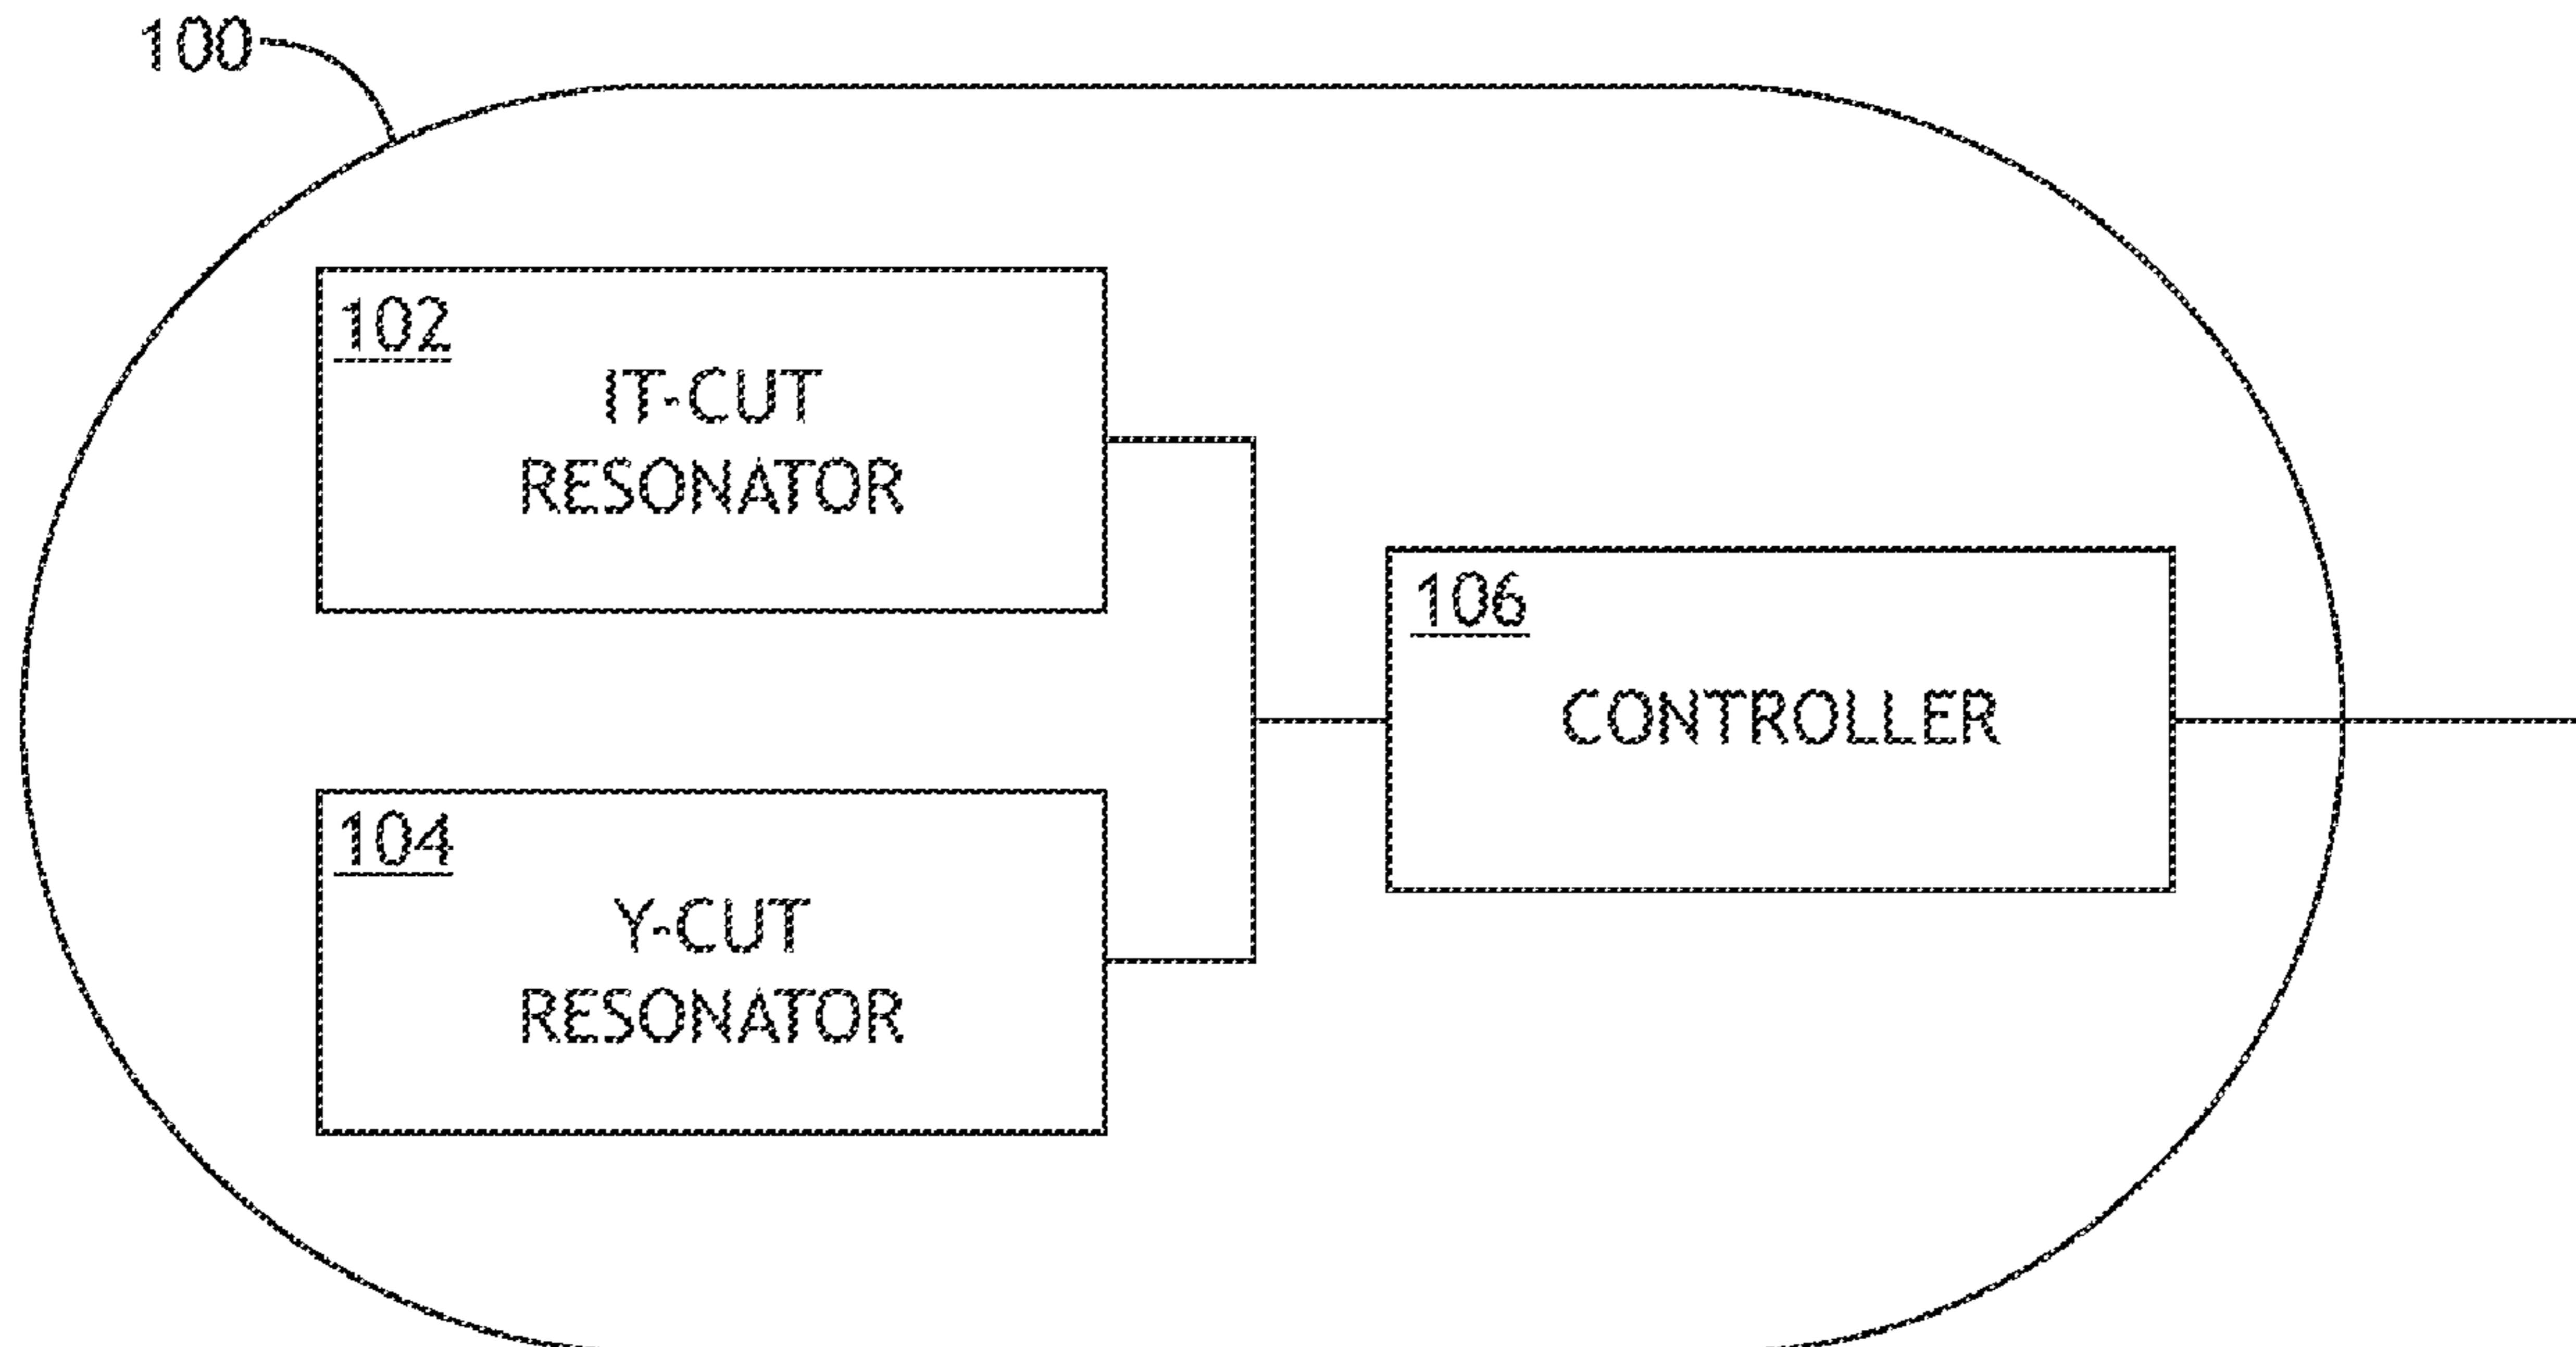 100
102
IT-CUT
RESONATOR
106
CONTROLLER
104
Y-CUT
RESONATOR